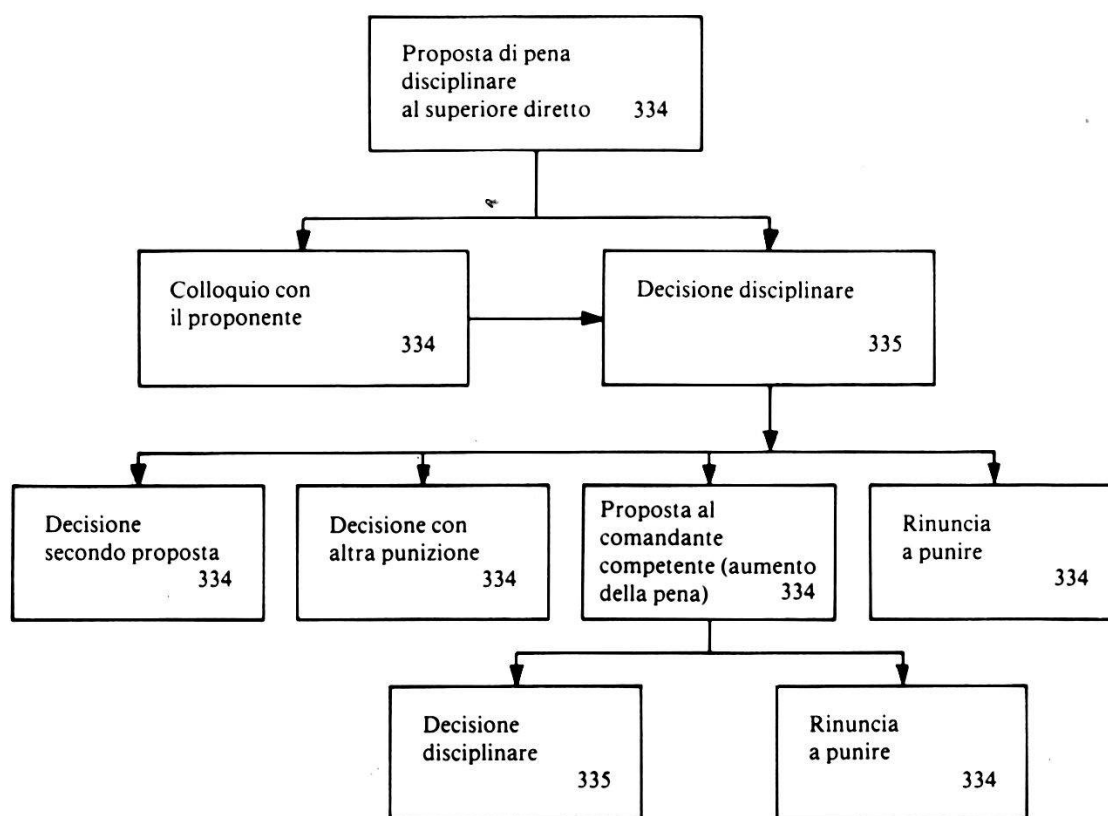 Proposta di pena
disciplinare
al superiore diretto 334
Colloquio con
il proponente
334
Decisione disciplinare
335
Decisione
secondo proposta
334
Decisione con
altra punizione
334
Proposta al
comandante
competente (aumento
della pena) 334
Rinuncia
a punire
334
Decisione
disciplinare
335
Rinuncia
a punire
334